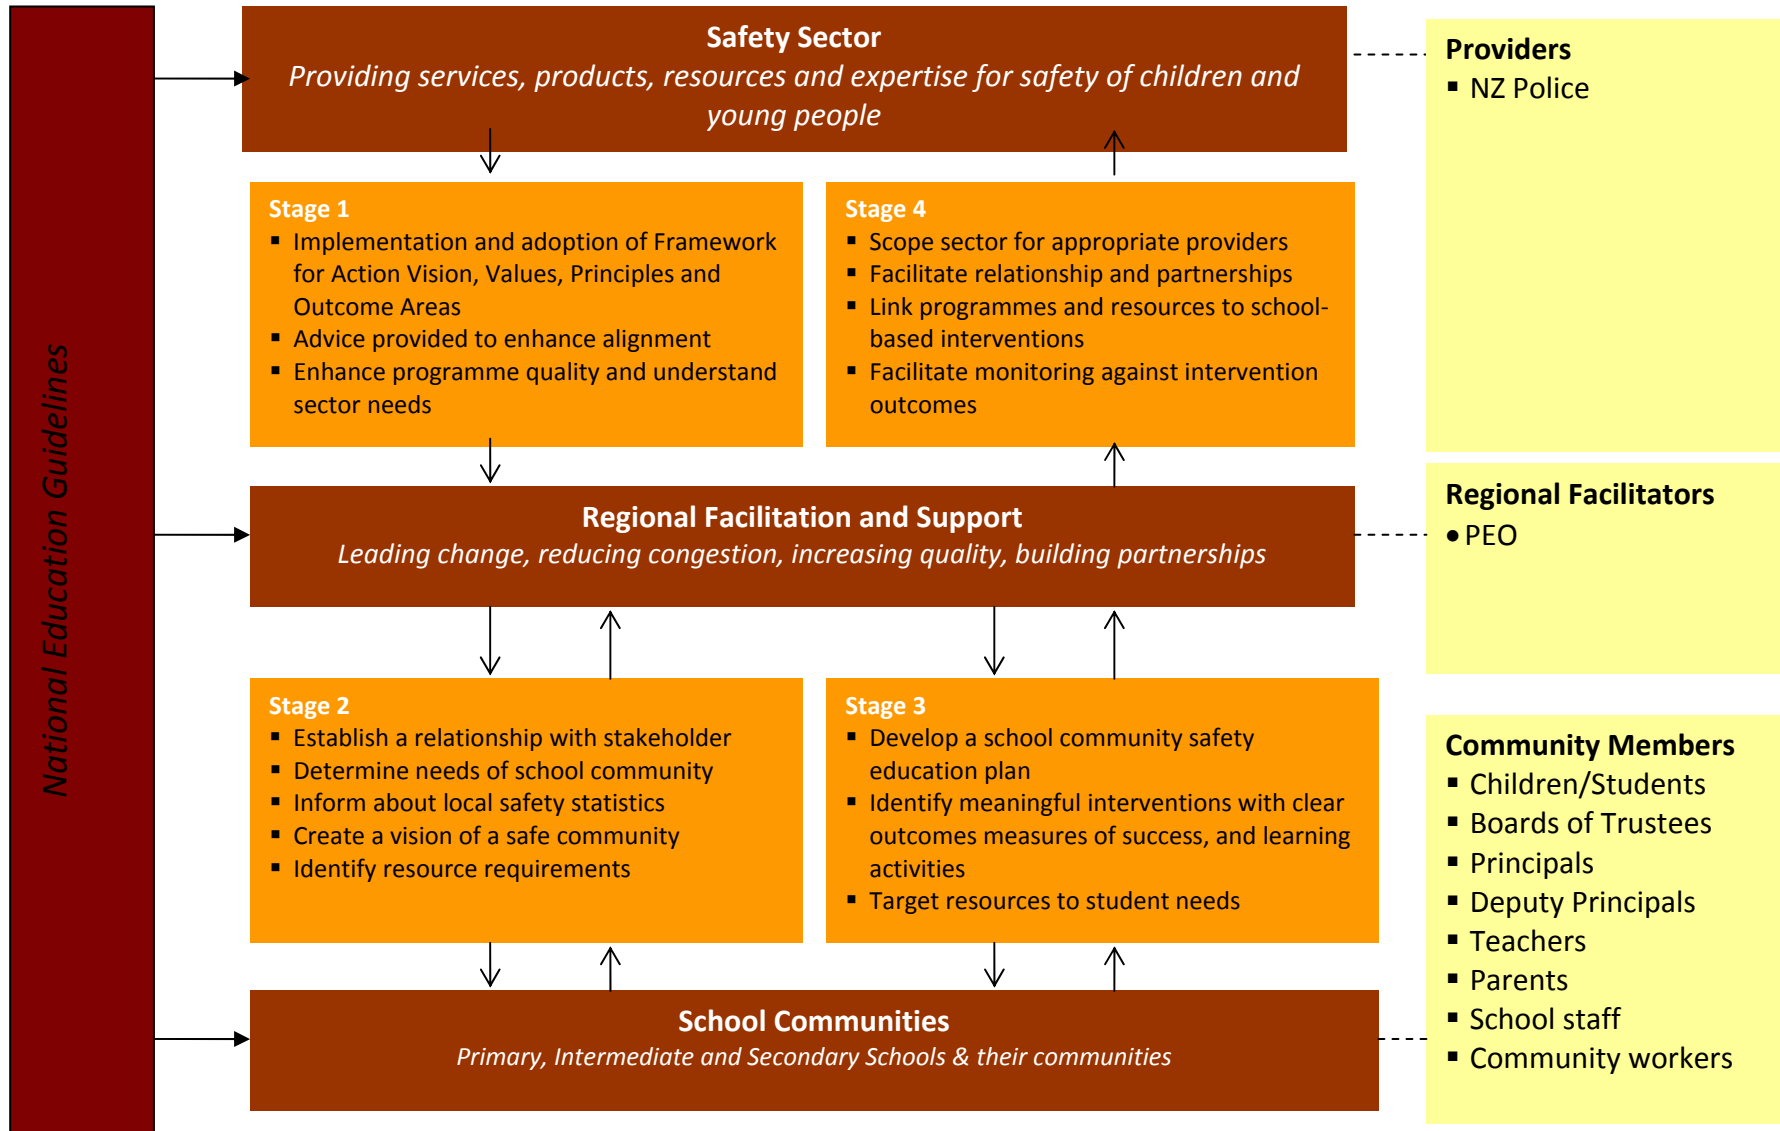 National Education Guidelines
Safety Sector
Providing services, products, resources and expertise for safety of children and
young people
Providers
▪ NZ Police
Stage 1
▪ Implementation and adoption of Framework
for Action Vision, Values, Principles and
Outcome Areas
▪ Advice provided to enhance alignment
▪ Enhance programme quality and understand
sector needs
Stage 4
▪ Scope sector for appropriate providers
▪ Facilitate relationship and partnerships
▪ Link programmes and resources to school-
based interventions
▪ Facilitate monitoring against intervention
outcomes
Regional Facilitation and Support
Leading change, reducing congestion, increasing quality, building partnerships
Regional Facilitators
• PEO
Stage 2
▪ Establish a relationship with stakeholder
▪ Determine needs of school community
▪ Inform about local safety statistics
▪ Create a vision of a safe community
▪ Identify resource requirements
Stage 3
▪ Develop a school community safety
education plan
▪ Identify meaningful interventions with clear
outcomes measures of success, and learning
activities
▪ Target resources to student needs
Community Members
▪ Children/Students
▪ Boards of Trustees
▪ Principals
▪ Deputy Principals
▪ Teachers
▪ Parents
▪ School staff
▪ Community workers
School Communities
Primary, Intermediate and Secondary Schools & their communities